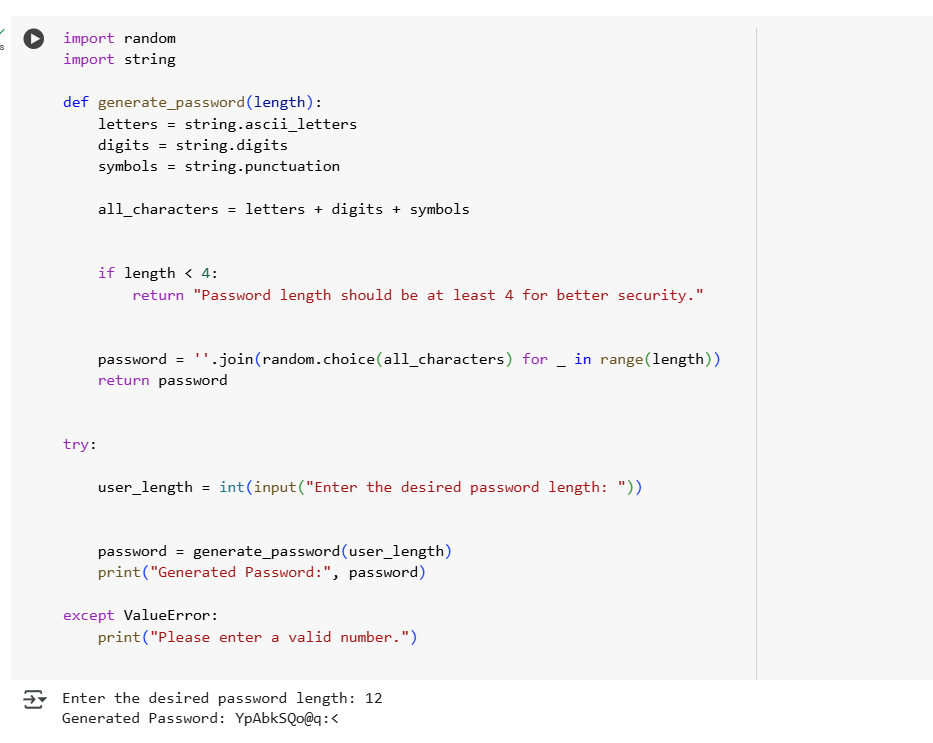 import random
import string
def generate_password(length):
letters = string.ascii_letters
digits = string.digits
symbols = string.punctuation
all_characters = letters + digits + symbols
if length < 4:
return "Password length should be at least 4 for better security."
password = ''.join(random.choice(all_characters) for _ in range(length))
return password
try:
user_length = int(input("Enter the desired password length: "))
password = generate_password(user_length)
print("Generated Password:", password)
except ValueError:
print("Please enter a valid number.")
Enter the desired password length: 12
Generated Password: YpAbkSQo@q:<